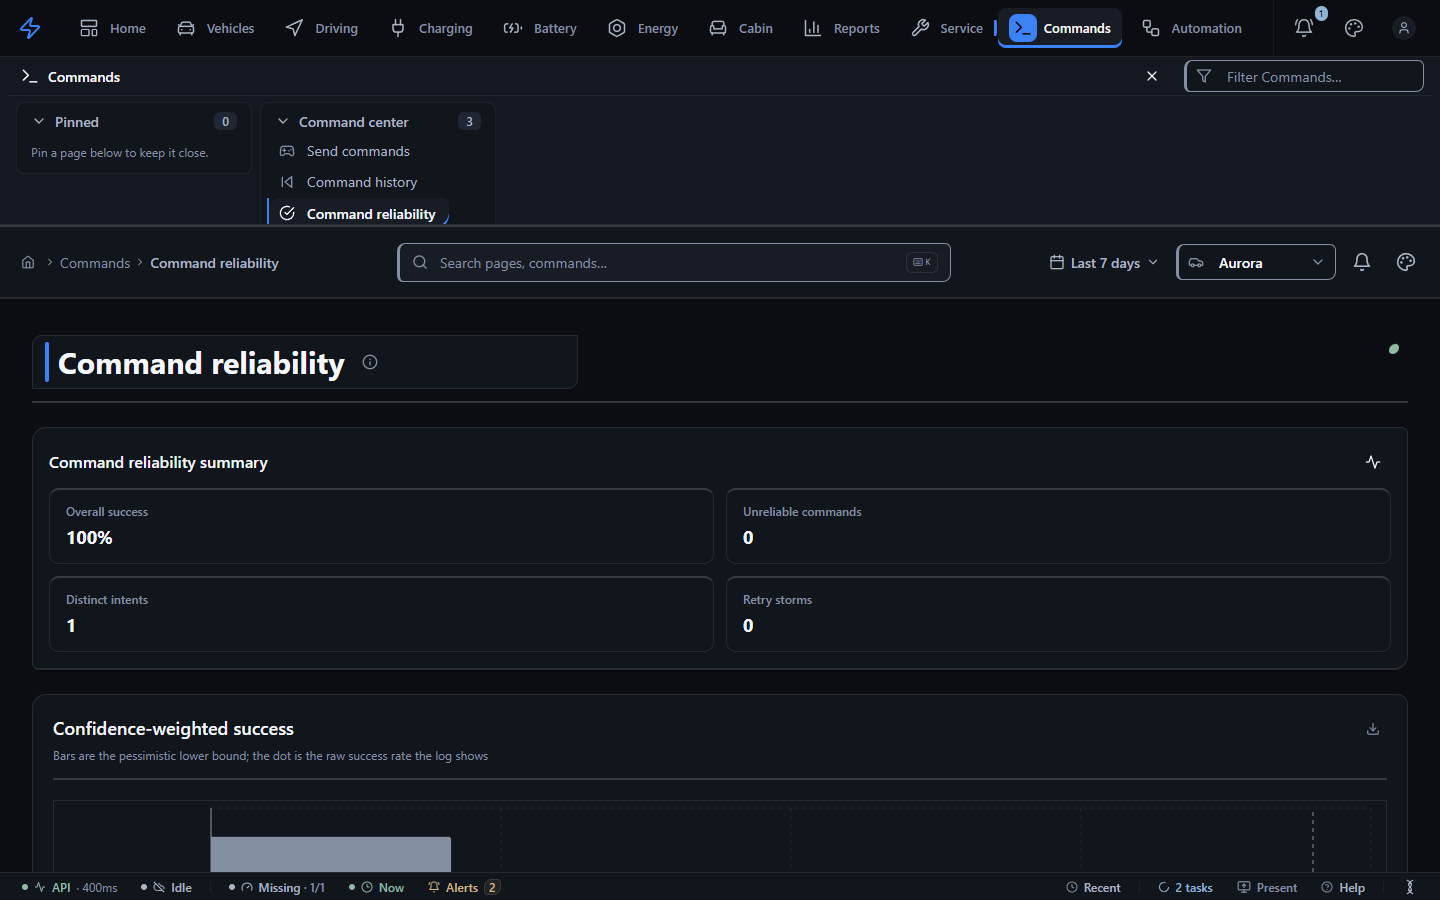 Home
Vehicles
Driving
Charging
Battery
Energy
Cabin
Reports
Service
Commands
Automation
1
Commands
Filter Commands...
Pinned
0
Pin a page below to keep it close.
Command center
3
Send commands
Command history
Command reliability
Commands
Command reliability
Search pages, commands...
K
Last 7 days
Aurora
Command reliability
Command reliability summary
Overall success
100%
Unreliable commands
0
Distinct intents
1
Retry storms
0
Confidence-weighted success
Bars are the pessimistic lower bound; the dot is the raw success rate the log shows
API · 400ms
Idle
Missing · 1/1
Now
Alerts 2
Recent
2 tasks
Present
Help